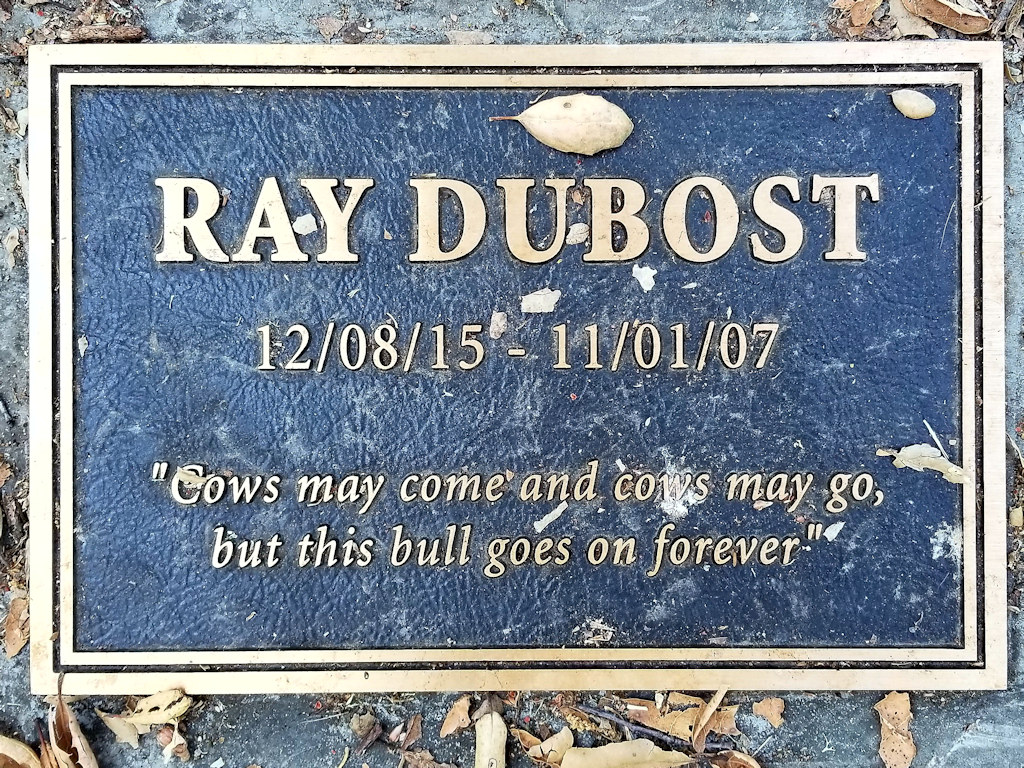 RAY DUBOST
12/08/15 - 11/01/07
"Cows may come and cows may go,
but this bull goes on forever"